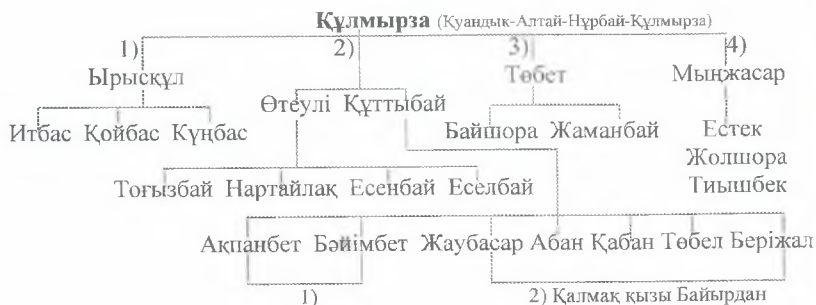 Құлмырза (Қуандық-Алтай-Нұрбай-Құлмырза)
1) 2) 3) 4)
Ырысқұл Төбет Мыңжасар
Өтеулі Құттыбай
Итбас Қойбас Күңбас Байшора Жаманбай Естек
Жолшора
Тоғызбай Нартайлақ Есенбай Еселбай Тиышбек
Ақпанбет Бәйімбет Жаубасар Абан Қабан Төбел Беріжал
1) 2) Қалмақ қызы Байырдан